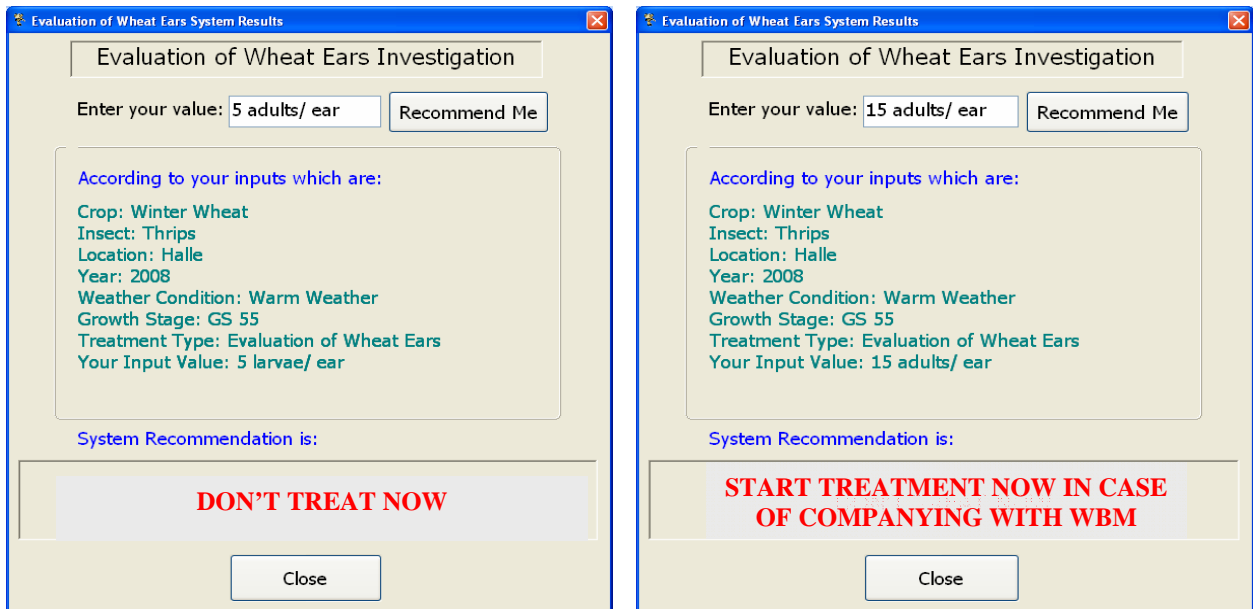 Evaluation of Wheat Ears System Results
Evaluation of Wheat Ears Investigation
Enter your value: 5 adults/ ear Recommend Me
According to your inputs which are:
Crop: Winter Wheat
Insect: Thrips
Location: Halle
Year: 2008
Weather Condition: Warm Weather
Growth Stage: GS 55
Treatment Type: Evaluation of Wheat Ears
Your Input Value: 5 larvae/ ear
System Recommendation is:
DON’T TREAT NOW
Close
Evaluation of Wheat Ears System Results
Evaluation of Wheat Ears Investigation
Enter your value: 15 adults/ ear Recommend Me
According to your inputs which are:
Crop: Winter Wheat
Insect: Thrips
Location: Halle
Year: 2008
Weather Condition: Warm Weather
Growth Stage: GS 55
Treatment Type: Evaluation of Wheat Ears
Your Input Value: 15 adults/ ear
System Recommendation is:
START TREATMENT NOW IN CASE
OF COMPANYING WITH WBM
Close